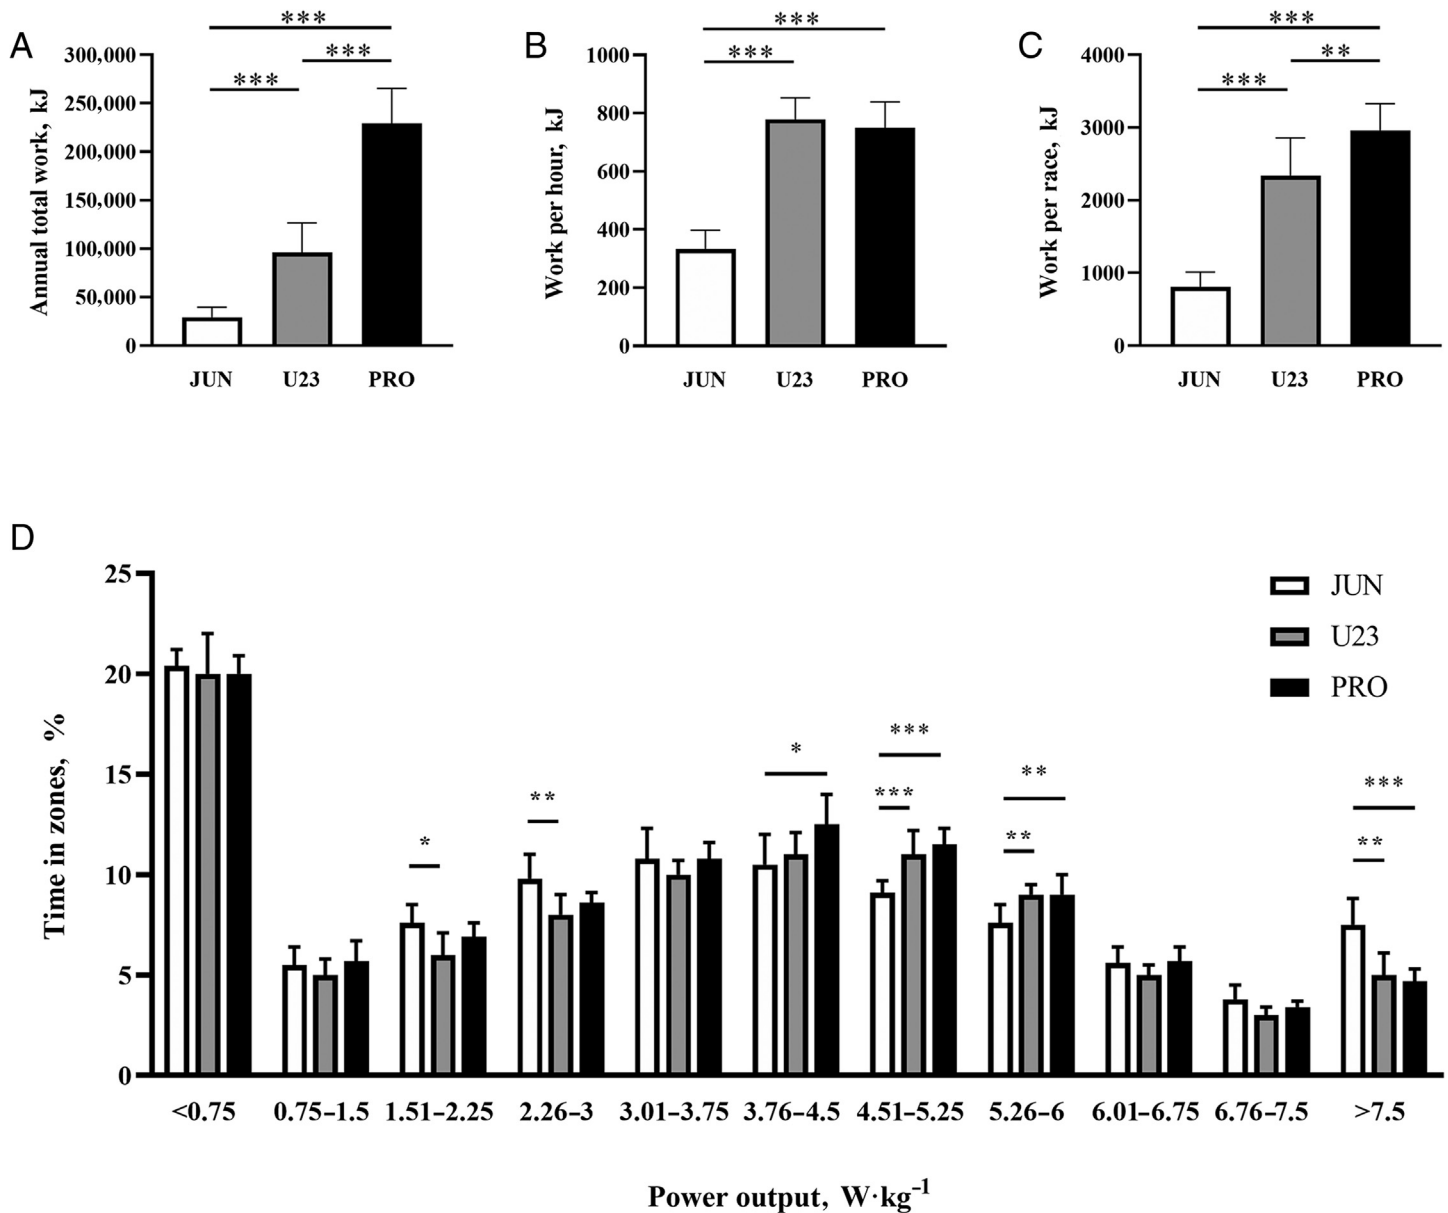 A
Annual total work, kJ
300,000
250,000
200,000
150,000
100,000
50,000
0
***
***
***
JUN U23 PRO
B
Work per hour, kJ
1000
800
600
400
200
0
***
***
JUN U23 PRO
C
Work per race, kJ
4000
3000
2000
1000
0
***
**
***
JUN U23 PRO
D
Time in zones, %
25
20
15
10
5
0
JUN
U23
PRO
*
**
*
***
***
**
**
***
**
<0.75 0.75–1.5 1.51–2.25 2.26–3 3.01–3.75 3.76–4.5 4.51–5.25 5.26–6 6.01–6.75 6.76–7.5 >7.5
Power output, W·kg⁻¹